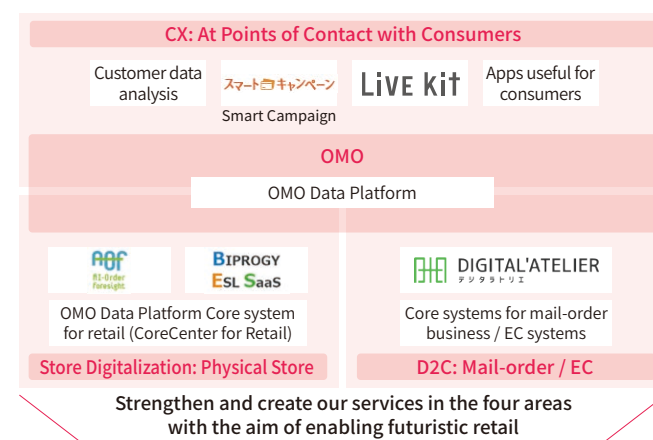 CX: At Points of Contact with Consumers
Customer data
analysis
スマートキャンペーン
Smart Campaign
LiVE kit
Apps useful for
consumers
OMO
OMO Data Platform
AOF
AI-Order
foresight
BIPROGY
ESL SaaS
OMO Data Platform Core system
for retail (CoreCenter for Retail)
Store Digitalization: Physical Store
DIGITAL'ATELIER
デジタラトリエ
Core systems for mail-order
business / EC systems
D2C: Mail-order / EC
Strengthen and create our services in the four areas
with the aim of enabling futuristic retail